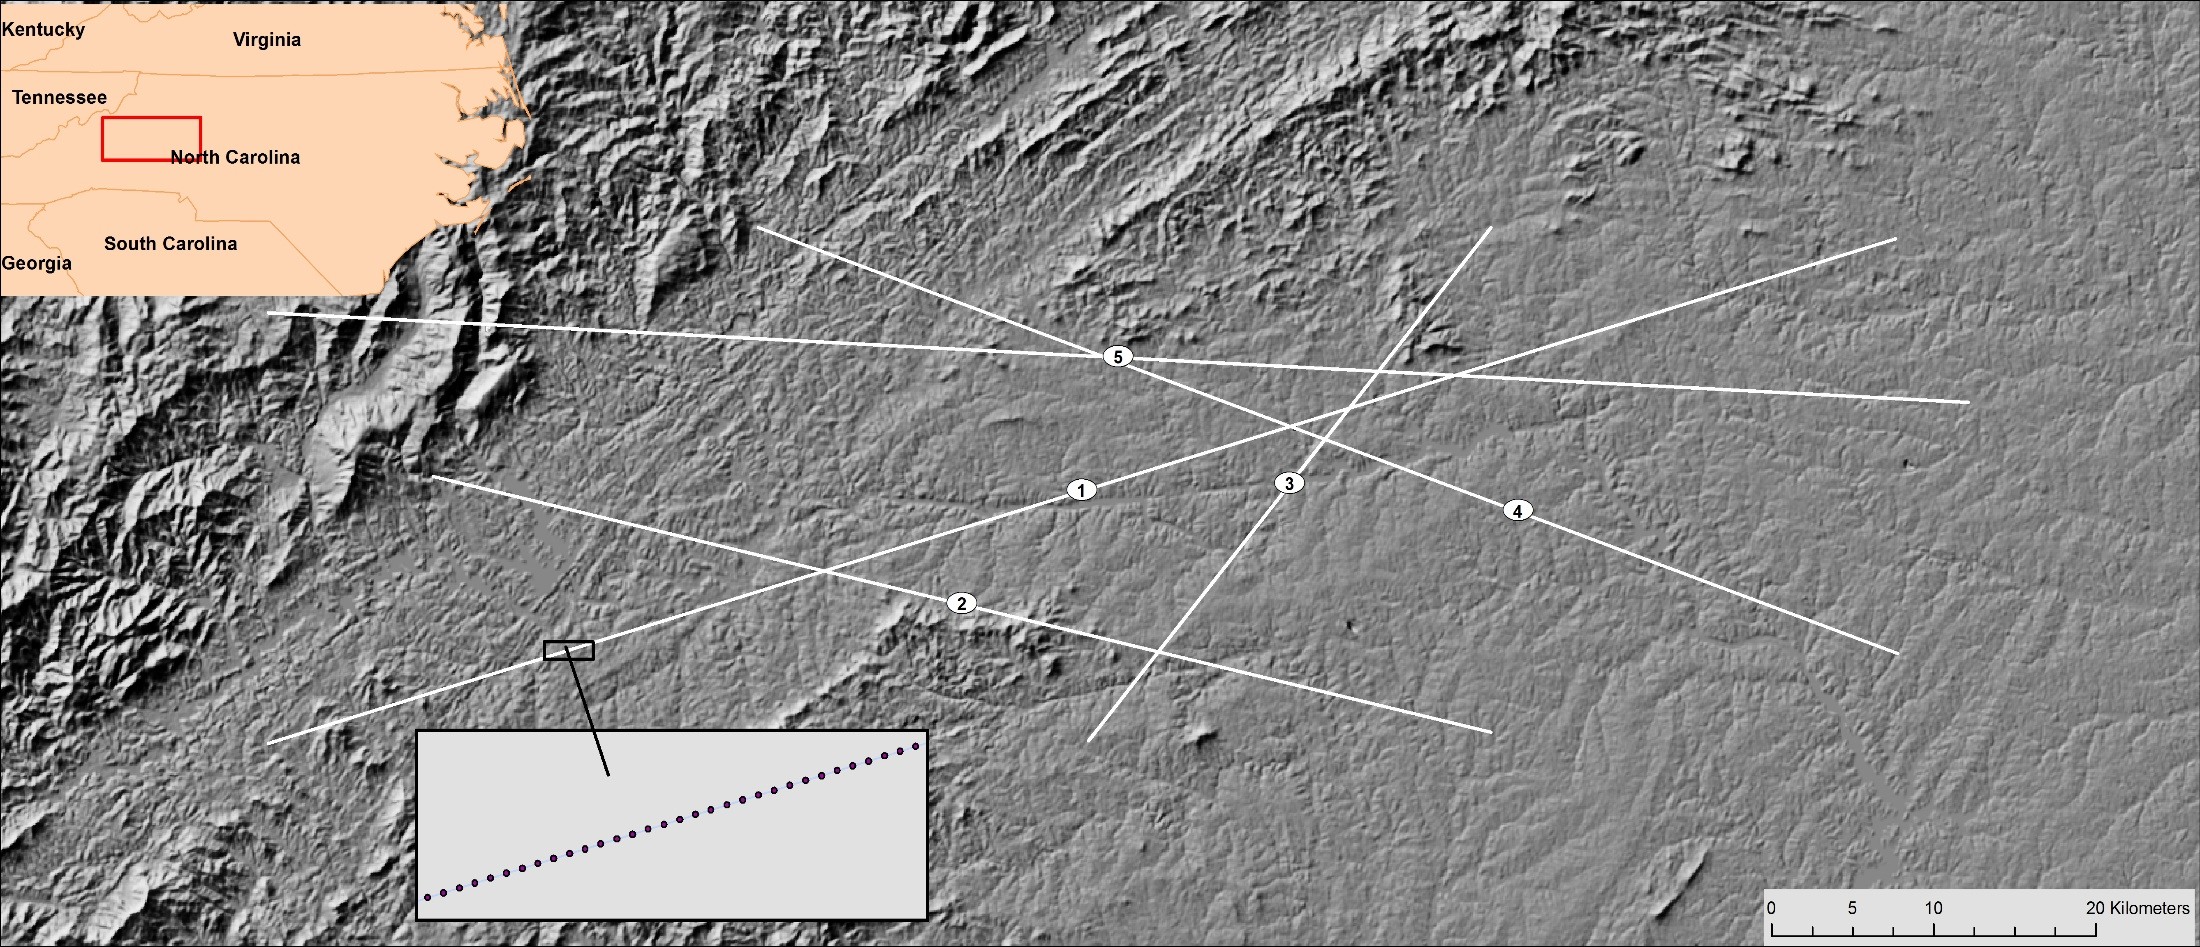 Kentucky
Virginia
Tennessee
North Carolina
South Carolina
Georgia
5
1
3
4
2
0 5 10 20 Kilometers